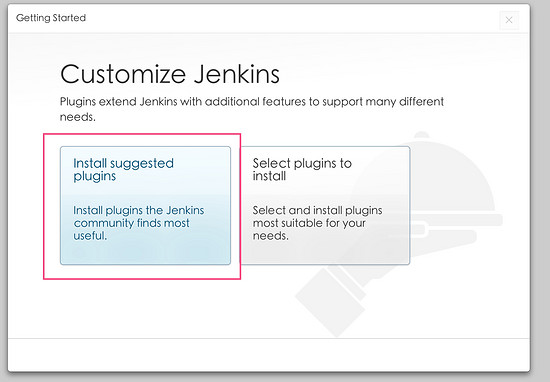 Getting Started
Customize Jenkins
Plugins extend Jenkins with additional features to support many different
needs.
Install suggested
plugins
Install plugins the Jenkins
community finds most
useful.
Select plugins to
install
Select and install plugins
most suitable for your
needs.